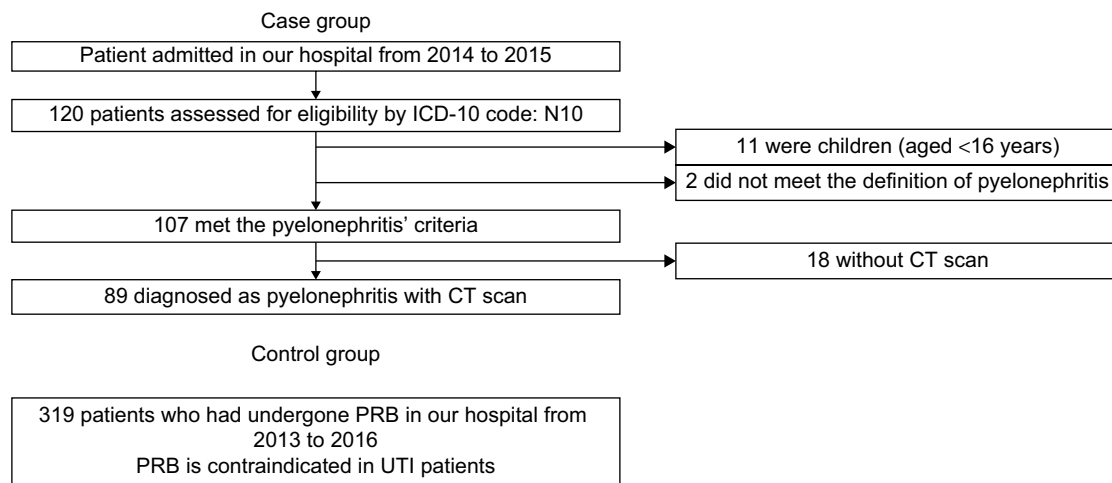 Case group
Patient admitted in our hospital from 2014 to 2015
120 patients assessed for eligibility by ICD-10 code: N10
11 were children (aged <16 years)
2 did not meet the definition of pyelonephritis
107 met the pyelonephritis’ criteria
18 without CT scan
89 diagnosed as pyelonephritis with CT scan
Control group
319 patients who had undergone PRB in our hospital from
2013 to 2016
PRB is contraindicated in UTI patients